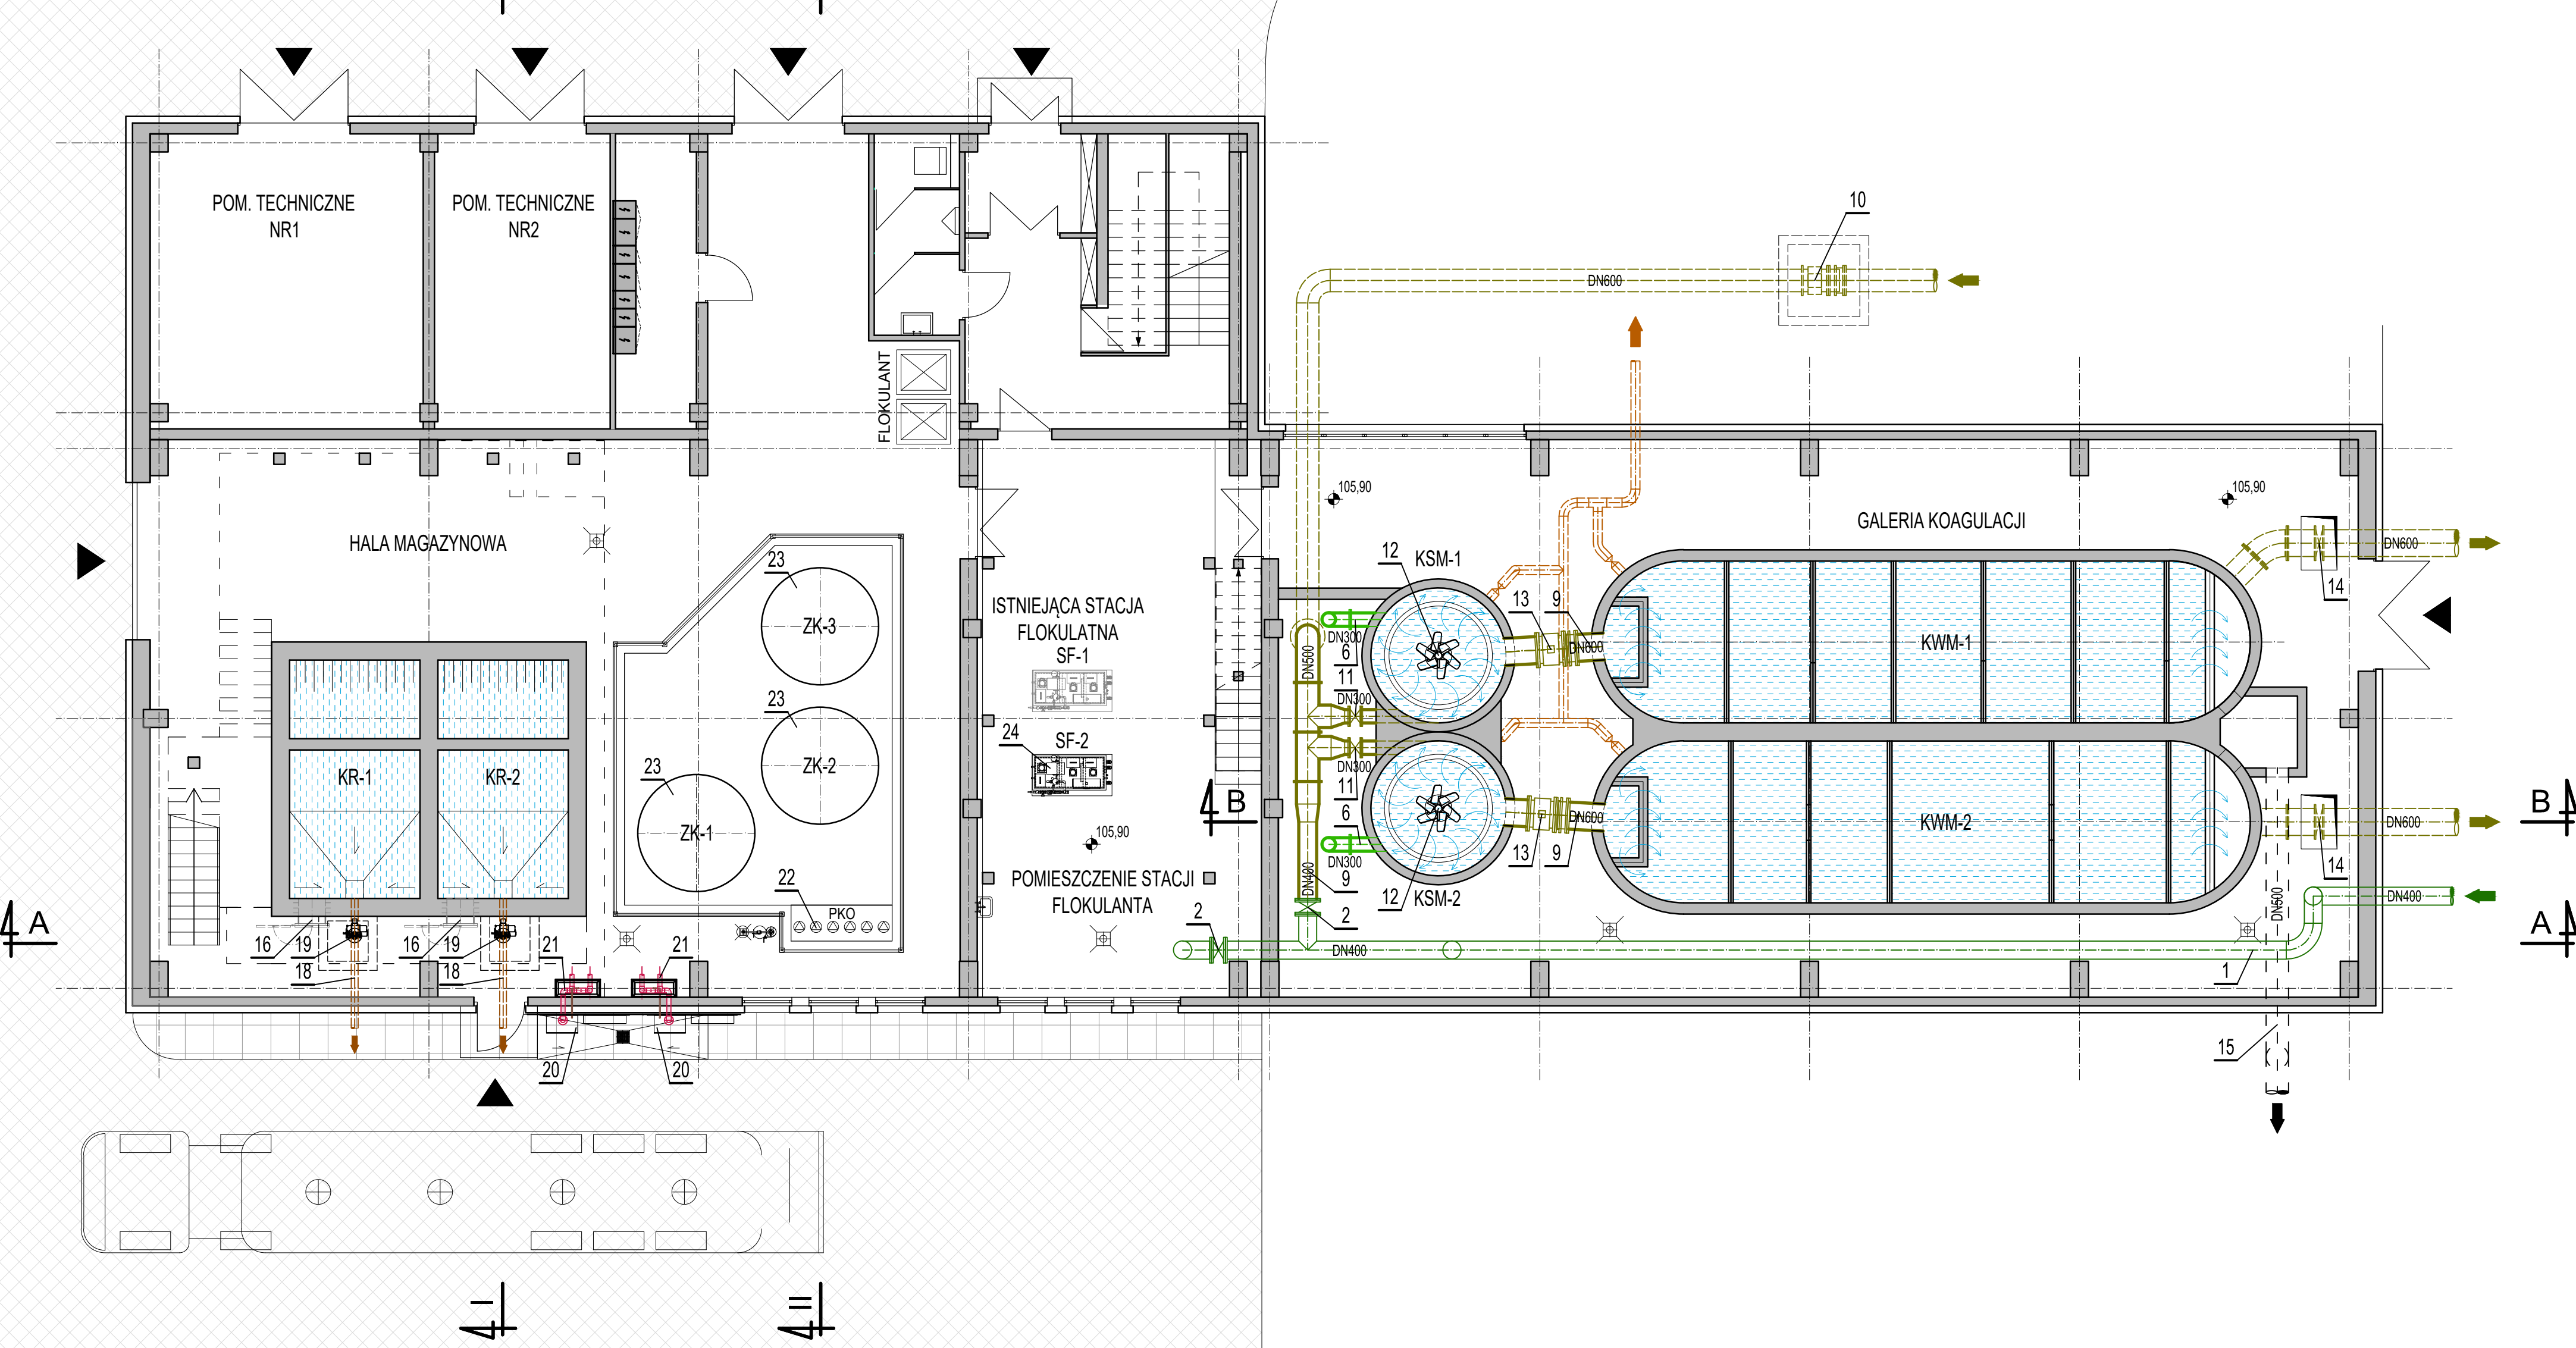 POM. TECHNICZNE
NR1
POM. TECHNICZNE
NR2
10
DN600
FLOKULANT
105,90
105,90
GALERIA KOAGULACJI
HALA MAGAZYNOWA
23
ZK-3
12
KSM-1
DN600
14
ISTNIEJĄCA STACJA
FLOKULATNA
SF-1
13
9
DN300
6
DN500
DN600
KWM-1
11
DN300
23
ZK-2
24
SF-2
KR-1
KR-2
23
ZK-1
DN300
11
B
6
DN600
KWM-2
DN600
B
105,90
13
9
DN300
14
POMIESZCZENIE STACJI
FLOKULANTA
22
PKO
DN400
9
12
KSM-2
DN500
DN400
A
2
2
A
16
19
16
19
21
21
DN400
18
18
1
15
20
20
I
II